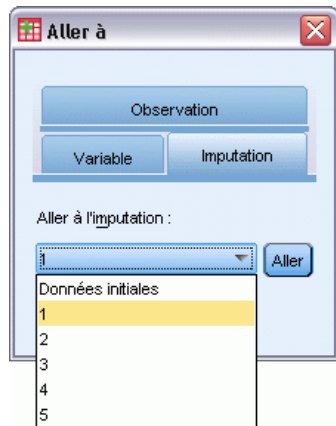 Aller à
Observation
Variable Imputation
Aller à l'imputation :
1 Aller
Données initiales
1
2
3
4
5